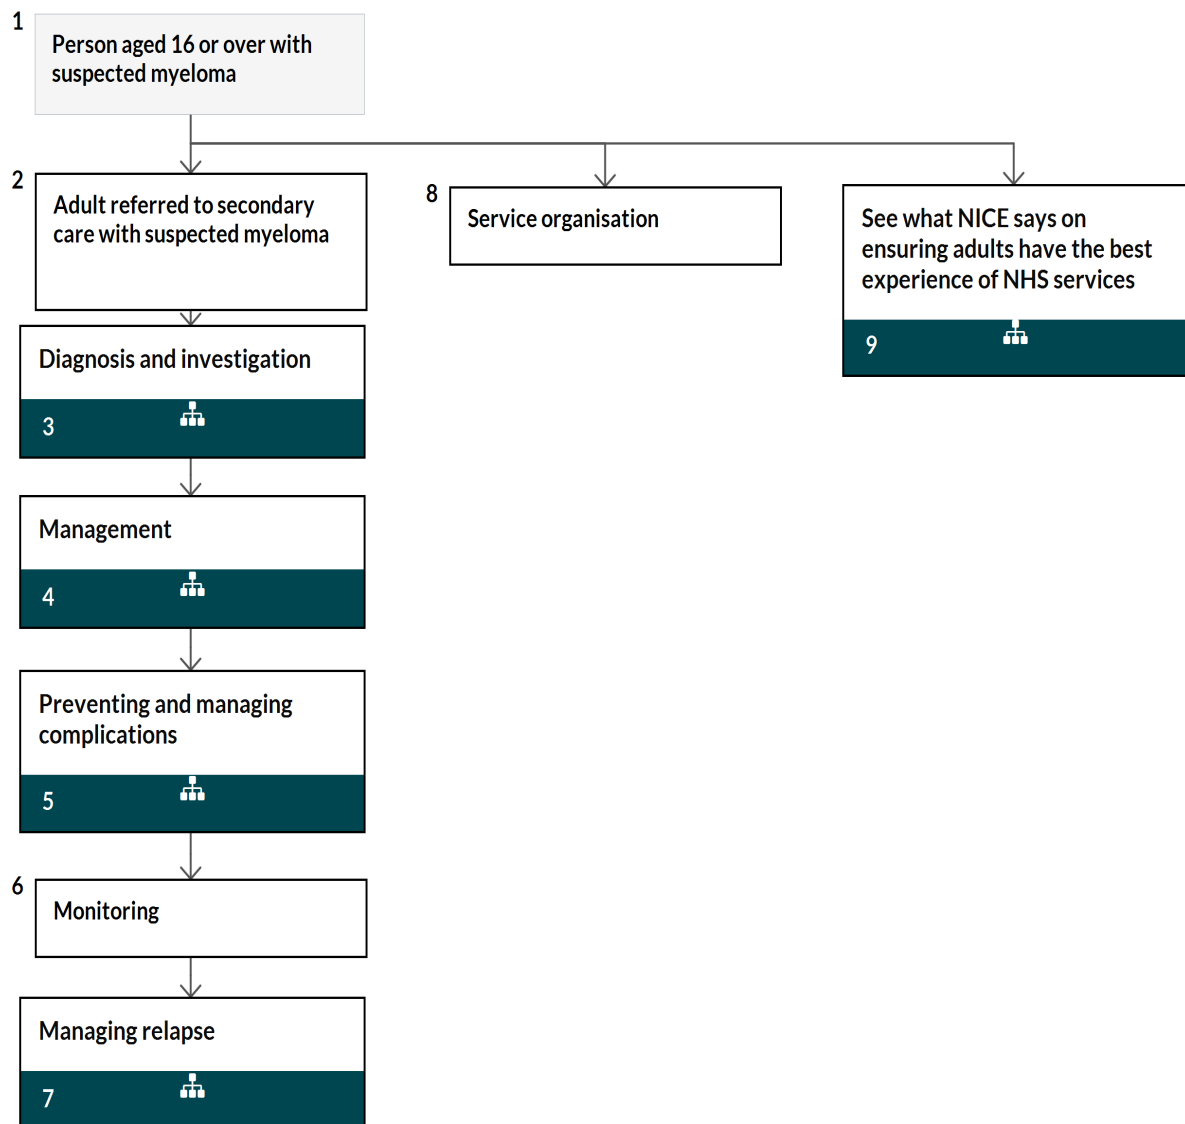 1
Person aged 16 or over with
suspected myeloma
2
Adult referred to secondary
care with suspected myeloma
8
Service organisation
See what NICE says on
ensuring adults have the best
experience of NHS services
9
Diagnosis and investigation
3
Management
4
Preventing and managing
complications
5
6
Monitoring
Managing relapse
7